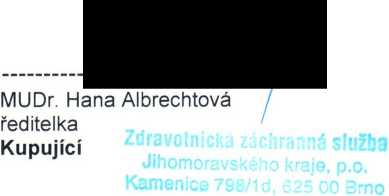 MUDr. Hana Albrechtová
ředitelka
Kupující
Zdravotnická záchranná služba
Jihomoravského kraje, p.o.
Kamenice 798/1d, 625 00 Brno